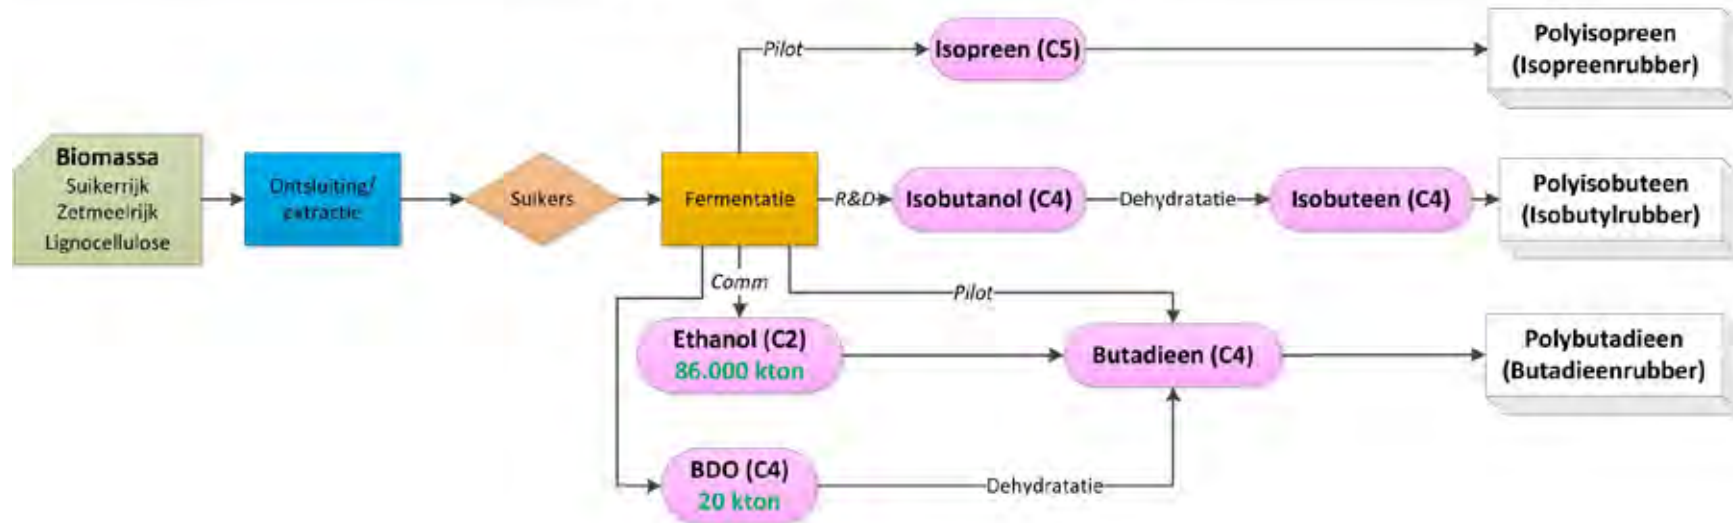 Pilot
Isopreen (C5)
Polyisopreen
(Isopreenrubber)
Biomassa
Suikerrijk
Zetmeelrijk
Lignocellulose
Ontsluiting/
extractie
Suikers
Fermentatie
R&D
Isobutanol (C4)
Dehydratatie
Isobuteen (C4)
Polyisobuteen
(Isobutylrubber)
Comm
Pilot
Ethanol (C2)
86.000 kton
Butadieen (C4)
Polybutadieen
(Butadieenrubber)
BDO (C4)
20 kton
Dehydratatie